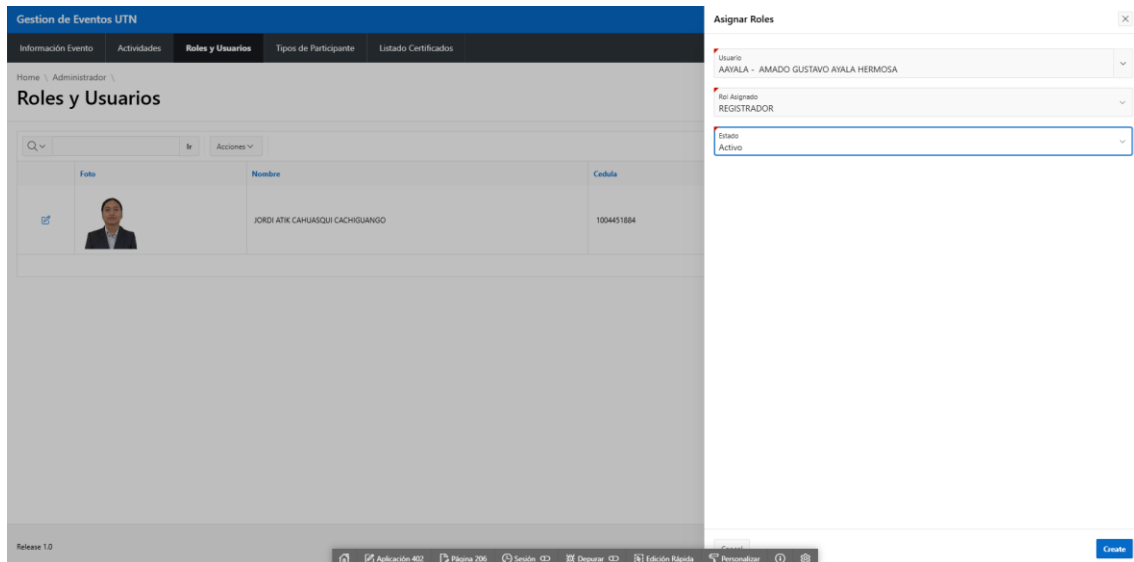 Gestion de Eventos UTN
Información Evento Actividades Roles y Usuarios Tipos de Participante Listado Certificados
Home \ Administrador \
Roles y Usuarios
Ir Acciones
Foto Nombre Cedula
JORDI ATIK CAHUASQUI CACHIGUANGO 1004451884
Release 1.0
Asignar Roles
Usuario
AAYALA - AMADO GUSTAVO AYALA HERMOSA
Rol Asignado
REGISTRADOR
Estado
Activo
Cancel Create
Aplicación 402 Página 206 Sesión Depurar Edición Rápida Personalizar